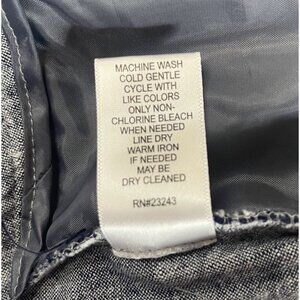 MACHINE WASH
COLD GENTLE
CYCLE WITH
LIKE COLORS
ONLY NON-
CHLORINE BLEACH
WHEN NEEDED
LINE DRY
WARM IRON
IF NEEDED
MAY BE
DRY CLEANED
RN#23243